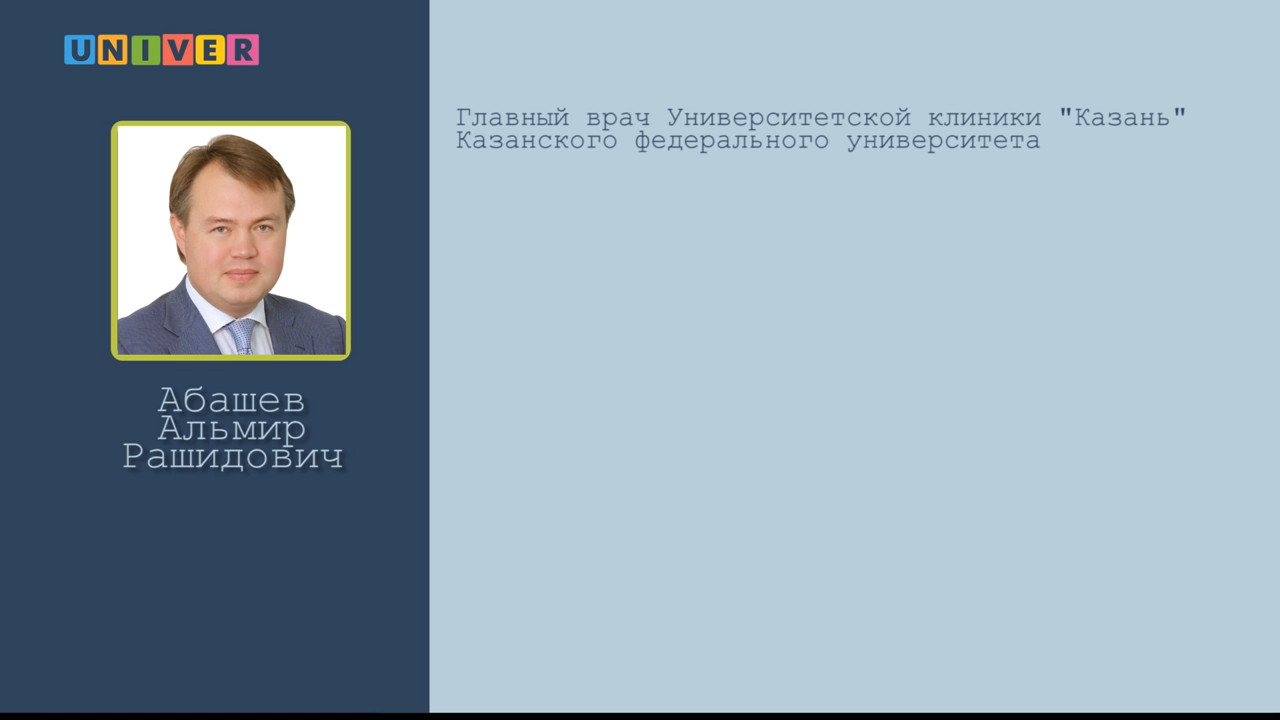 UNIVER
Абашев
Альмир
Рашидович
Главный врач Университетской клиники "Казань"
Казанского федерального университета